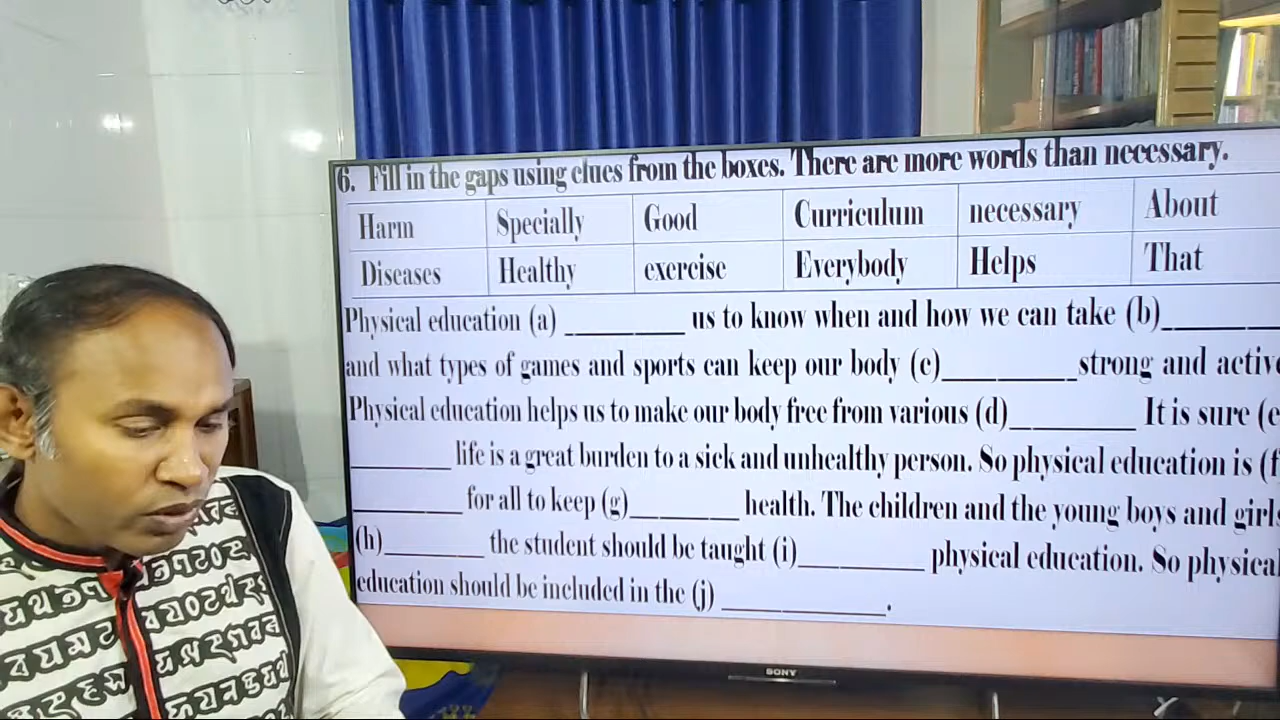 6. Fill in the gaps using clues from the boxes. There are more words than necessary.
Harm Specially Good Curriculum necessary About
Diseases Healthy exercise Everybody Helps That
Physical education (a) ________ us to know when and how we can take (b)________
and what types of games and sports can keep our body (c)_________strong and active
Physical education helps us to make our body free from various (d)_________ It is sure (e
_______ life is a great burden to a sick and unhealthy person. So physical education is (f
________ for all to keep (g)________ health. The children and the young boys and girls
(h)_______ the student should be taught (i)_________ physical education. So physical
education should be included in the (j) ____________.
SONY